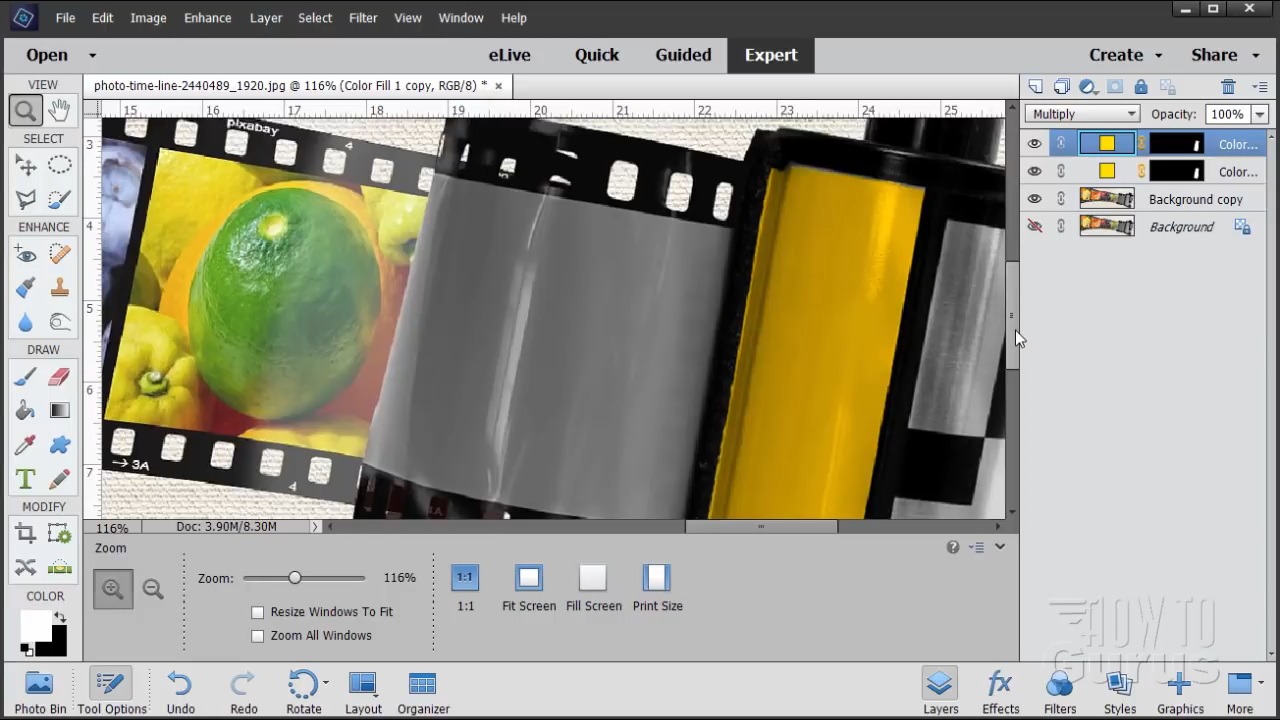 File Edit Image Enhance Layer Select Filter View Window Help
Open eLive Quick Guided Expert Create Share
VIEW
photo-time-line-2440489_1920.jpg @ 116% (Color Fill 1 copy, RGB/8) *
15 16 17 18 19 20 21 22 23 24 25
Multiply Opacity: 100%
SELECT
Color...
Color...
Background copy
Background
ENHANCE
DRAW
MODIFY
COLOR
3
4
5
6
7
pixabay
4
→ 3A
4
116% Doc: 3.90M/8.30M
Zoom
Zoom: 116%
Resize Windows To Fit
Zoom All Windows
1:1
1:1 Fit Screen Fill Screen Print Size
HOW TO
Gurus
Photo Bin Tool Options Undo Redo Rotate Layout Organizer Layers Effects Filters Styles Graphics More